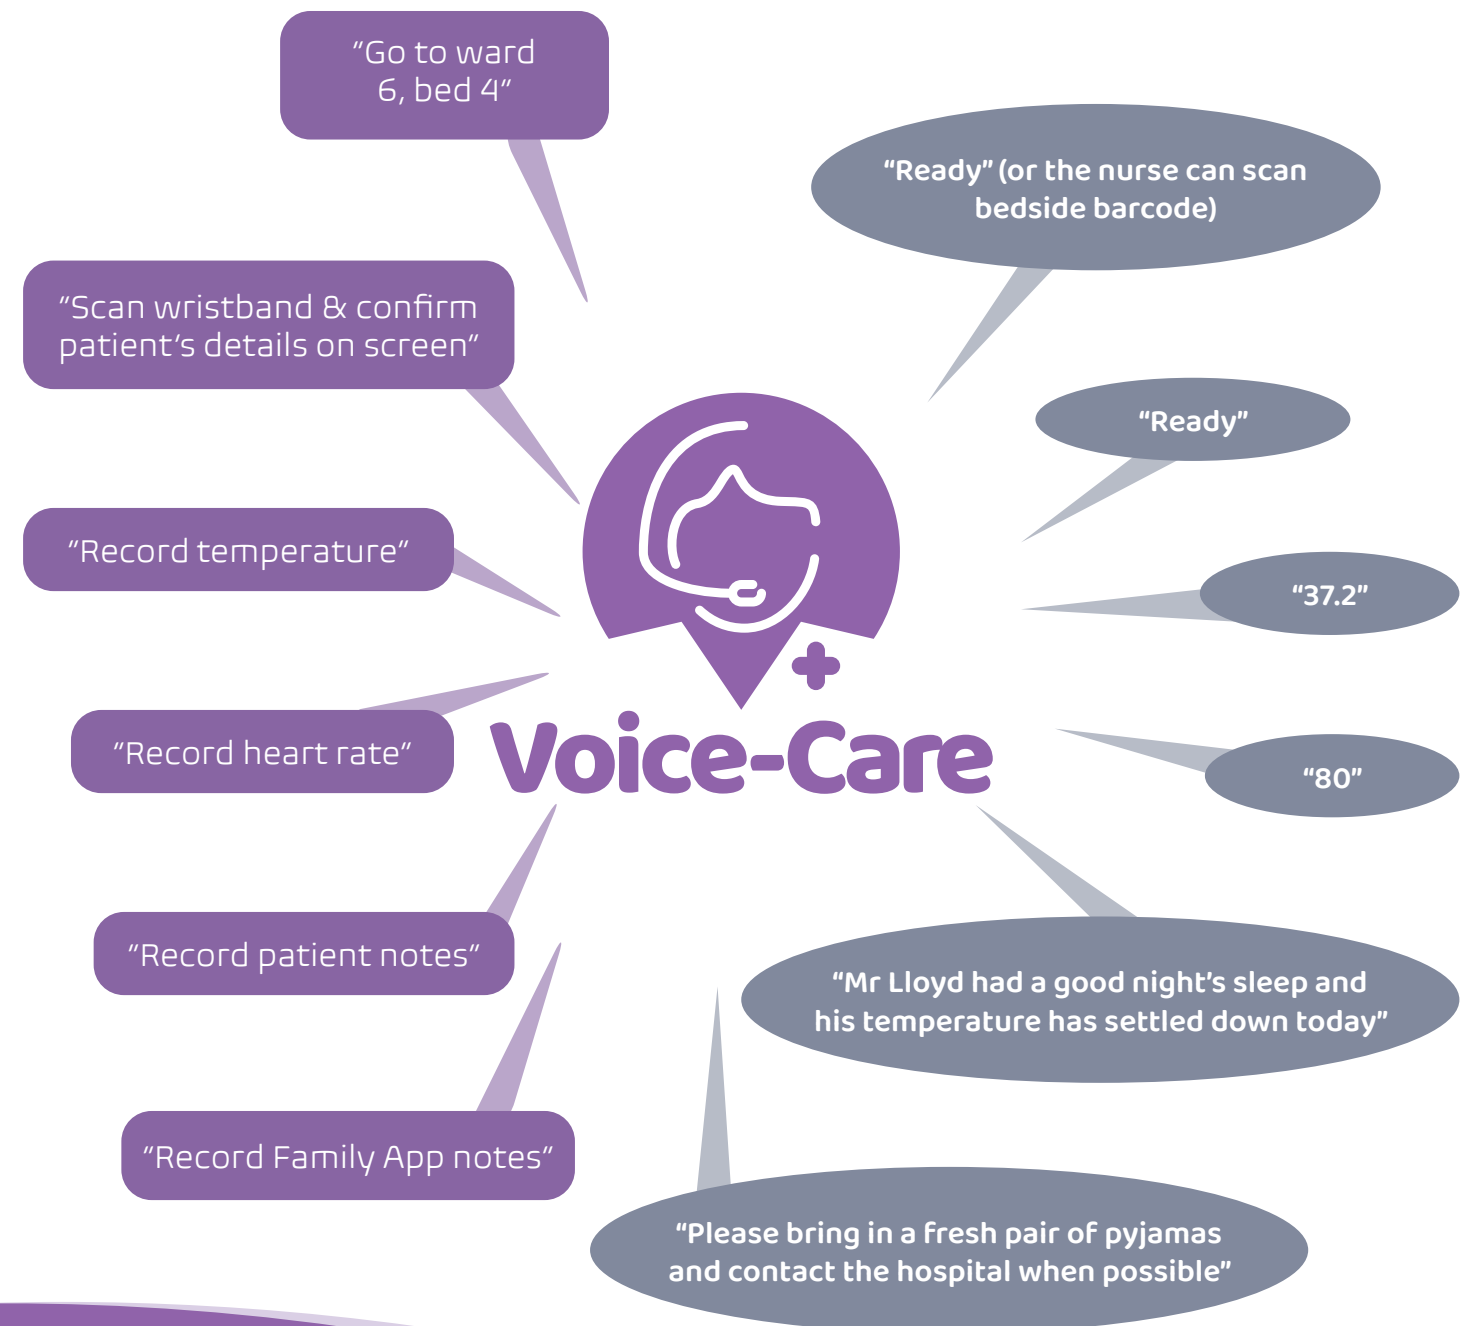 “Go to ward
6, bed 4”
“Ready” (or the nurse can scan
bedside barcode)
“Scan wristband & confirm
patient’s details on screen”
“Ready”
“Record temperature”
“37.2”
“Record heart rate”
“80”
Voice-Care
“Record patient notes”
“Mr Lloyd had a good night’s sleep and
his temperature has settled down today”
“Record Family App notes”
“Please bring in a fresh pair of pyjamas
and contact the hospital when possible”